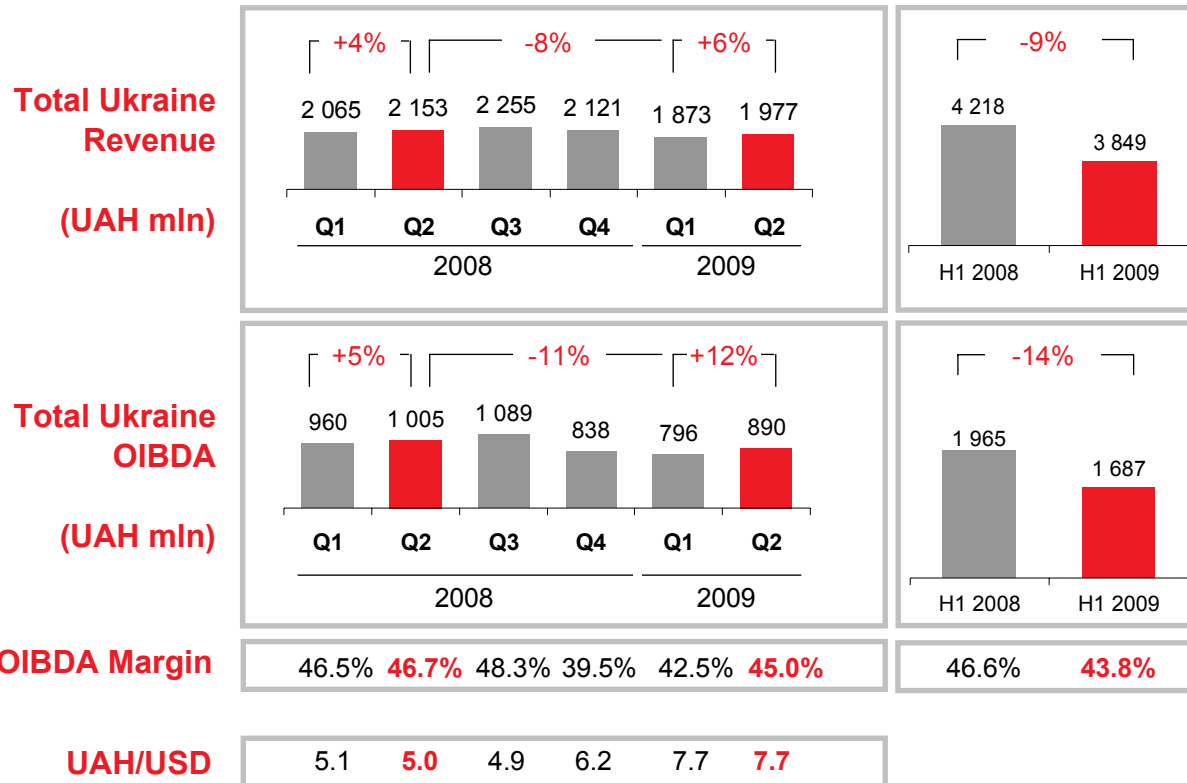 Total Ukraine
Revenue
(UAH mln)
+4% -8% +6%
2 065 2 153 2 255 2 121 1 873 1 977
Q1 Q2 Q3 Q4 Q1 Q2
2008 2009
-9%
4 218
3 849
H1 2008 H1 2009
Total Ukraine
OIBDA
(UAH mln)
+5% -11% +12%
960 1 005 1 089 838 796 890
Q1 Q2 Q3 Q4 Q1 Q2
2008 2009
-14%
1 965
1 687
H1 2008 H1 2009
OIBDA Margin 46.5% 46.7% 48.3% 39.5% 42.5% 45.0% 46.6% 43.8%
UAH/USD 5.1 5.0 4.9 6.2 7.7 7.7